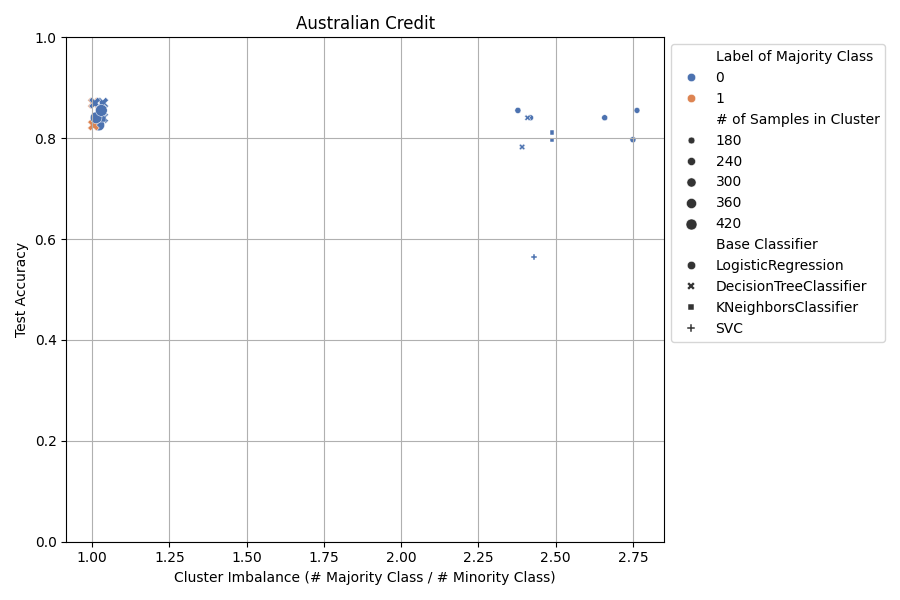 Australian Credit
1.0
0.8
0.6
0.4
0.2
0.0
Test Accuracy
1.00 1.25 1.50 1.75 2.00 2.25 2.50 2.75
Cluster Imbalance (# Majority Class / # Minority Class)
Label of Majority Class
0
1
# of Samples in Cluster
180
240
300
360
420
Base Classifier
LogisticRegression
DecisionTreeClassifier
KNeighborsClassifier
SVC